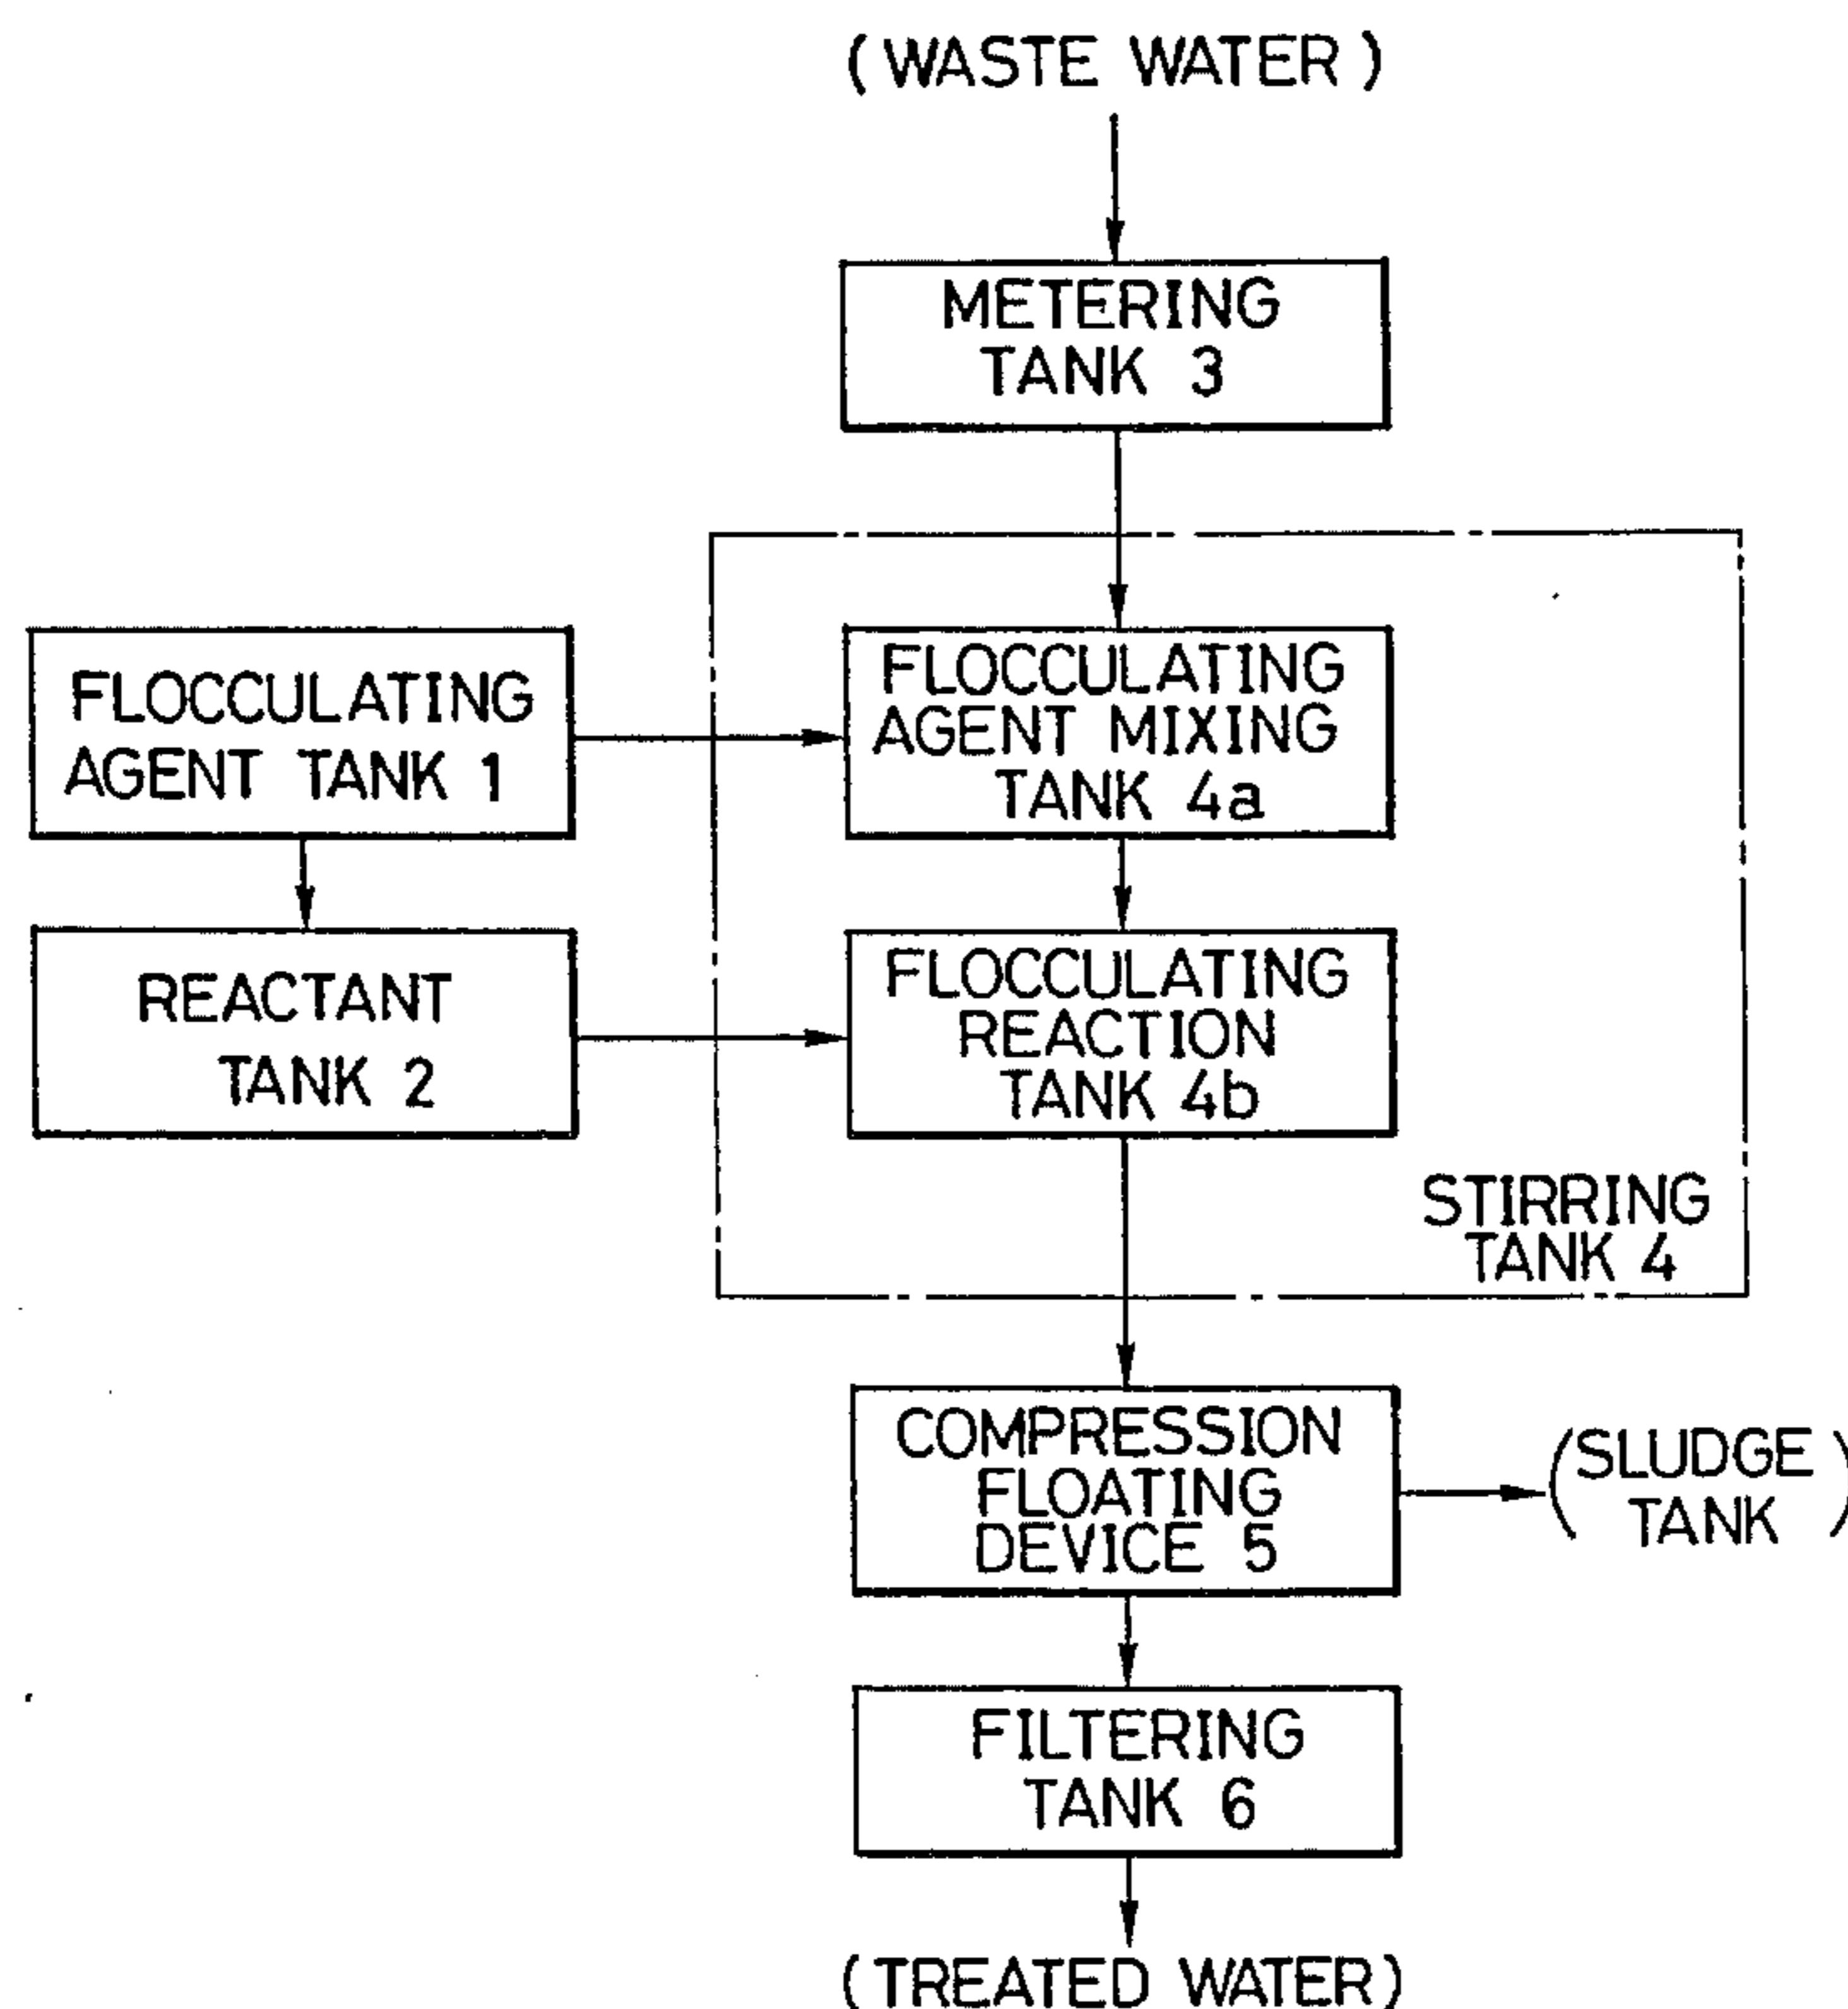 (WASTE WATER)
METERING
TANK 3
FLOCCULATING
AGENT TANK 1
FLOCCULATING
AGENT MIXING
TANK 4a
REACTANT
TANK 2
FLOCCULATING
REACTION
TANK 4b
STIRRING
TANK 4
COMPRESSION
FLOATING
DEVICE 5
(SLUDGE
TANK)
FILTERING
TANK 6
(TREATED WATER)